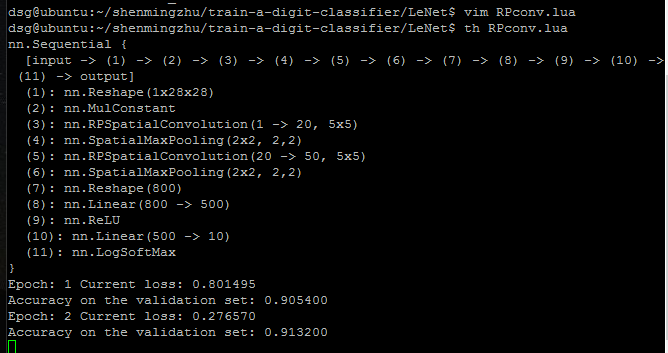 dsg@ubuntu:~/shenmingzhu/train-a-digit-classifier/LeNet$ vim RPconv.lua
dsg@ubuntu:~/shenmingzhu/train-a-digit-classifier/LeNet$ th RPconv.lua
nn.Sequential {
  [input -> (1) -> (2) -> (3) -> (4) -> (5) -> (6) -> (7) -> (8) -> (9) -> (10) ->
 (11) -> output]
  (1): nn.Reshape(1x28x28)
  (2): nn.MulConstant
  (3): nn.RPSpatialConvolution(1 -> 20, 5x5)
  (4): nn.SpatialMaxPooling(2x2, 2,2)
  (5): nn.RPSpatialConvolution(20 -> 50, 5x5)
  (6): nn.SpatialMaxPooling(2x2, 2,2)
  (7): nn.Reshape(800)
  (8): nn.Linear(800 -> 500)
  (9): nn.ReLU
  (10): nn.Linear(500 -> 10)
  (11): nn.LogSoftMax
}
Epoch: 1 Current loss: 0.801495
Accuracy on the validation set: 0.905400
Epoch: 2 Current loss: 0.276570
Accuracy on the validation set: 0.913200